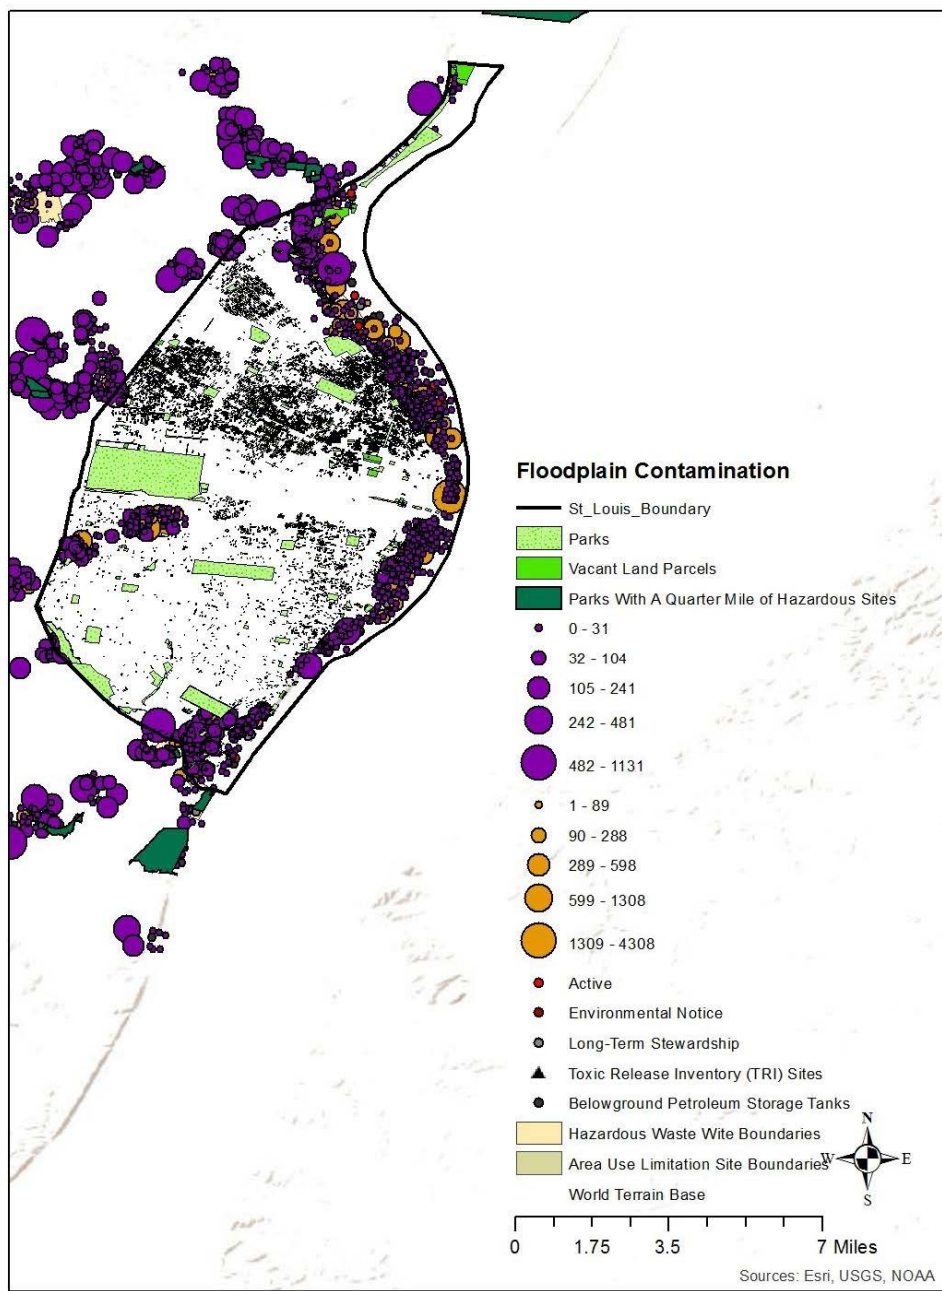 Floodplain Contamination
St_Louis_Boundary
Parks
Vacant Land Parcels
Parks With A Quarter Mile of Hazardous Sites
0 - 31
32 - 104
105 - 241
242 - 481
482 - 1131
1 - 89
90 - 288
289 - 598
599 - 1308
1309 - 4308
Active
Environmental Notice
Long-Term Stewardship
Toxic Release Inventory (TRI) Sites
Belowground Petroleum Storage Tanks
Hazardous Waste Wite Boundaries
Area Use Limitation Site Boundaries
World Terrain Base
N
W E
S
0 1.75 3.5 7 Miles
Sources: Esri, USGS, NOAA